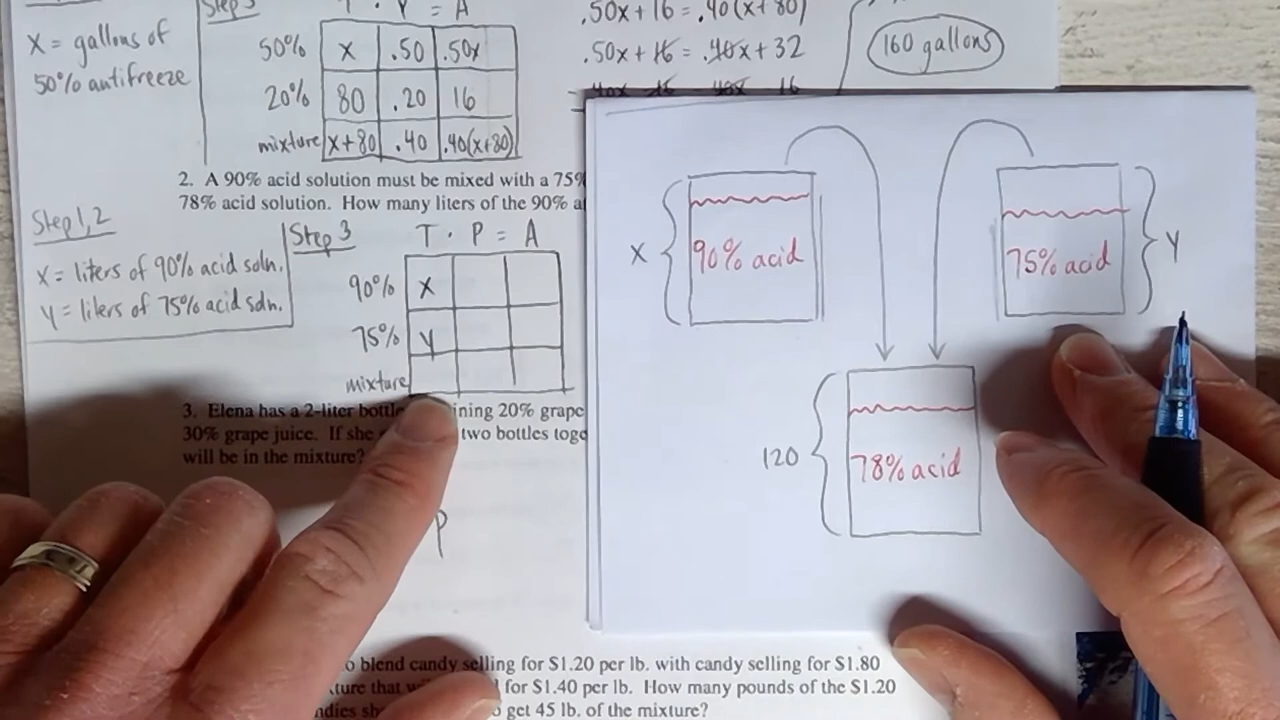 T · P = A
X = gallons of
50% antifreeze
50% X .50 .50x
20% 80 .20 16
mixture x+80 .40 .40(x+80)
.50x + 16 = .40(x+80)
.50x + 16 = .40x + 32
160 gallons
2. A 90% acid solution must be mixed with a 75%
78% acid solution. How many liters of the 90% a
Step 1,2
X = liters of 90% acid soln.
Y = liters of 75% acid soln.
Step 3
T · P = A
90% X
75% Y
mixture
X
90% acid
75% acid
Y
120
78% acid
3. Elena has a 2-liter bottle ining 20% grape
30% grape juice. If she two bottles toge
will be in the mixture?
P
o blend candy selling for $1.20 per lb. with candy selling for $1.80
ture that for $1.40 per lb. How many pounds of the $1.20
get 45 lb. of the mixture?